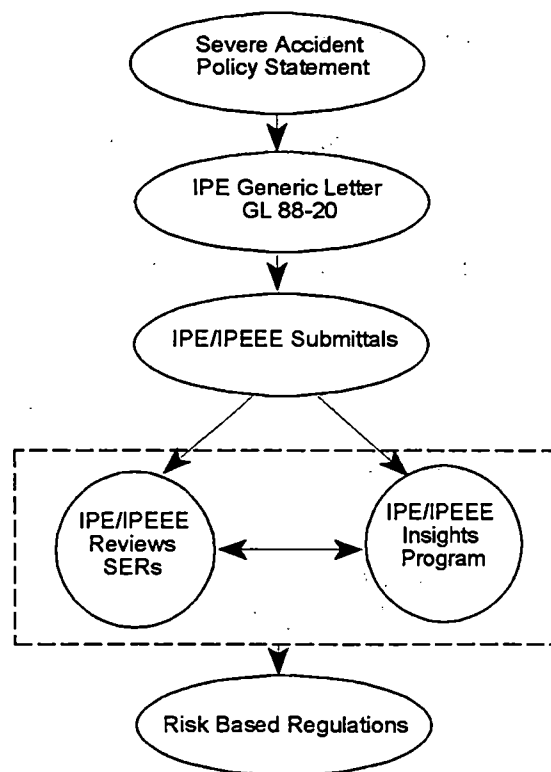 Severe Accident
Policy Statement
IPE Generic Letter
GL 88-20
IPE/IPEEE Submittals
IPE/IPEEE
Reviews
SERs
IPE/IPEEE
Insights
Program
Risk Based Regulations